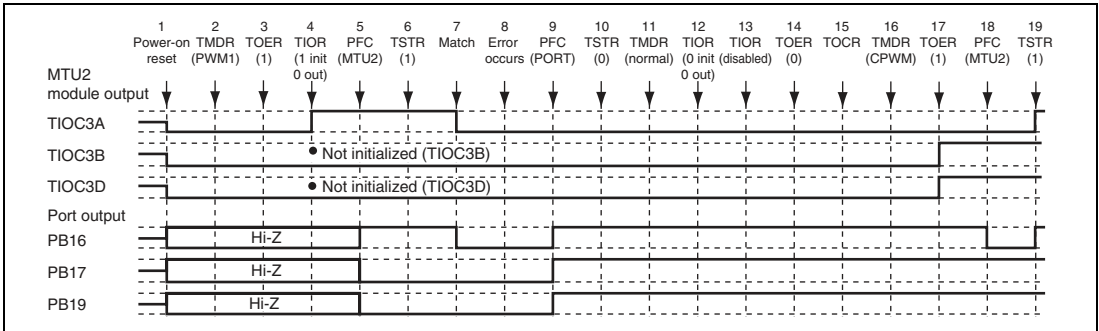 1 2 3 4 5 6 7 8 9 10 11 12 13 14 15 16 17 18 19
Power-on TMDR TOER TIOR PFC TSTR Match Error PFC TSTR TMDR TIOR TIOR TOER TOCR TMDR TOER PFC TSTR
reset (PWM1) (1) (1 init (MTU2) (1) occurs (PORT) (0) (normal) (0 init (disabled) (0) (CPWM) (1) (MTU2) (1)
0 out) 0 out)
MTU2
module output
TIOC3A
TIOC3B
• Not initialized (TIOC3B)
TIOC3D
• Not initialized (TIOC3D)
Port output
PB16
Hi-Z
PB17
Hi-Z
PB19
Hi-Z